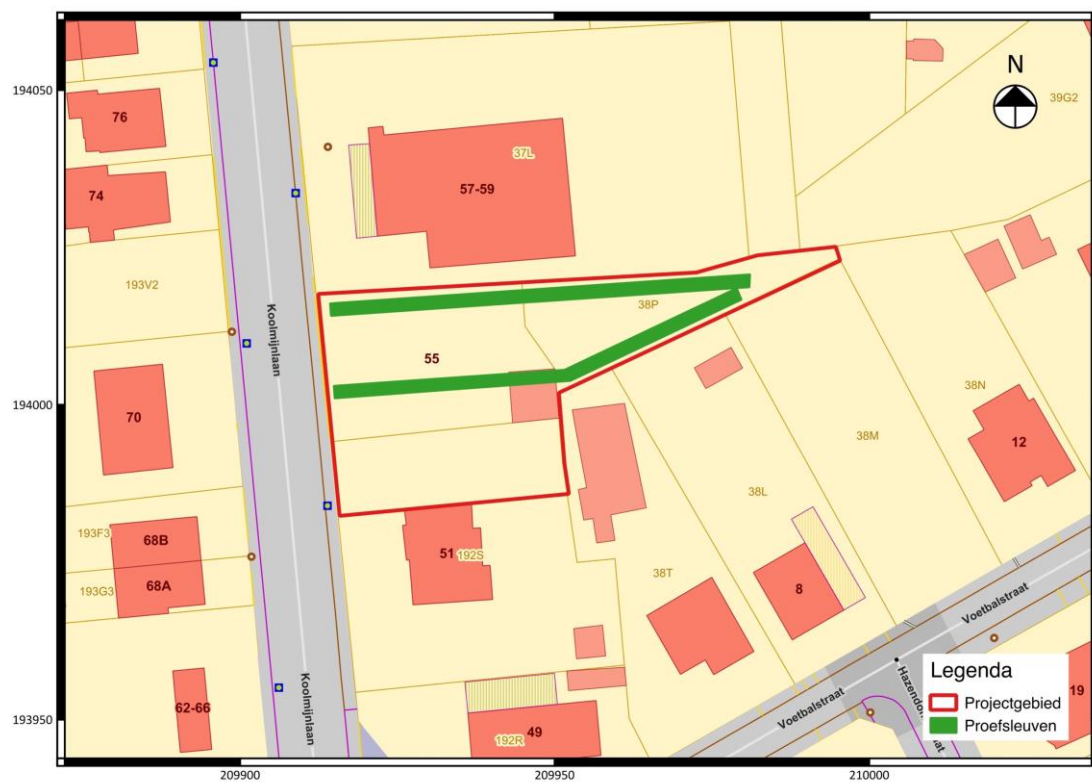 N
194050
194000
193950
76
74
193V2
70
193F3
68B
193G3
68A
62-66
Koolmijnlaan
Koolmijnlaan
37L
57-59
39G2
38P
55
38N
38M
12
38L
51
192S
38T
8
Voetbalstraat
Voetbalstraat
192R
49
19
Legenda
Projectgebied
Proefsleuven
209900
209950
210000